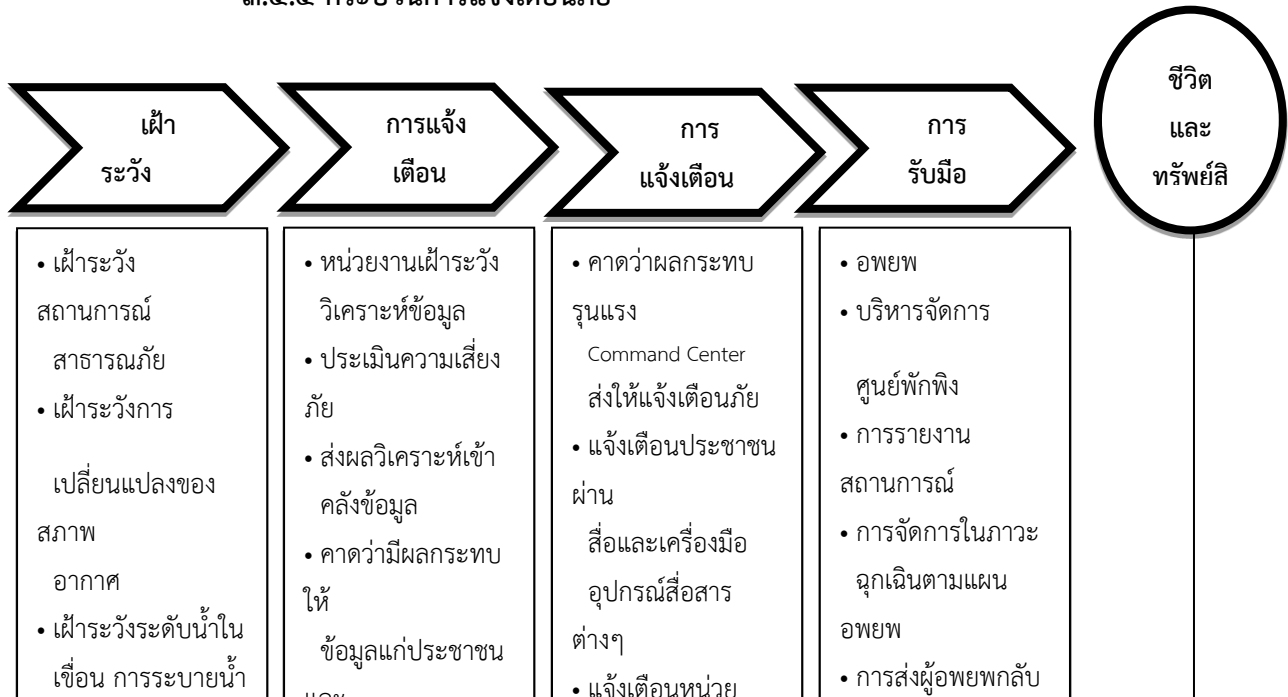 เฝ้า
ระวัง
การแจ้ง
เตือน
การ
แจ้งเตือน
การ
รับมือ
ชีวิต
และ
ทรัพย์สิ
• เฝ้าระวัง
สถานการณ์
สาธารณภัย
• เฝ้าระวังการ
เปลี่ยนแปลงของ
สภาพ
อากาศ
• เฝ้าระวังระดับน้ำใน
เขื่อน การระบายน้ำ
• หน่วยงานเฝ้าระวัง
วิเคราะห์ข้อมูล
• ประเมินความเสี่ยง
ภัย
• ส่งผลวิเคราะห์เข้า
คลังข้อมูล
• คาดว่ามีผลกระทบ
ให้
ข้อมูลแก่ประชาชน
• คาดว่าผลกระทบ
รุนแรง
Command Center
ส่งให้แจ้งเตือนภัย
• แจ้งเตือนประชาชน
ผ่าน
สื่อและเครื่องมือ
อุปกรณ์สื่อสาร
ต่างๆ
• แจ้งเตือนหน่วย
• อพยพ
• บริหารจัดการ
ศูนย์พักพิง
• การรายงาน
สถานการณ์
• การจัดการในภาวะ
ฉุกเฉินตามแผน
อพยพ
• การส่งผู้อพยพกลับ